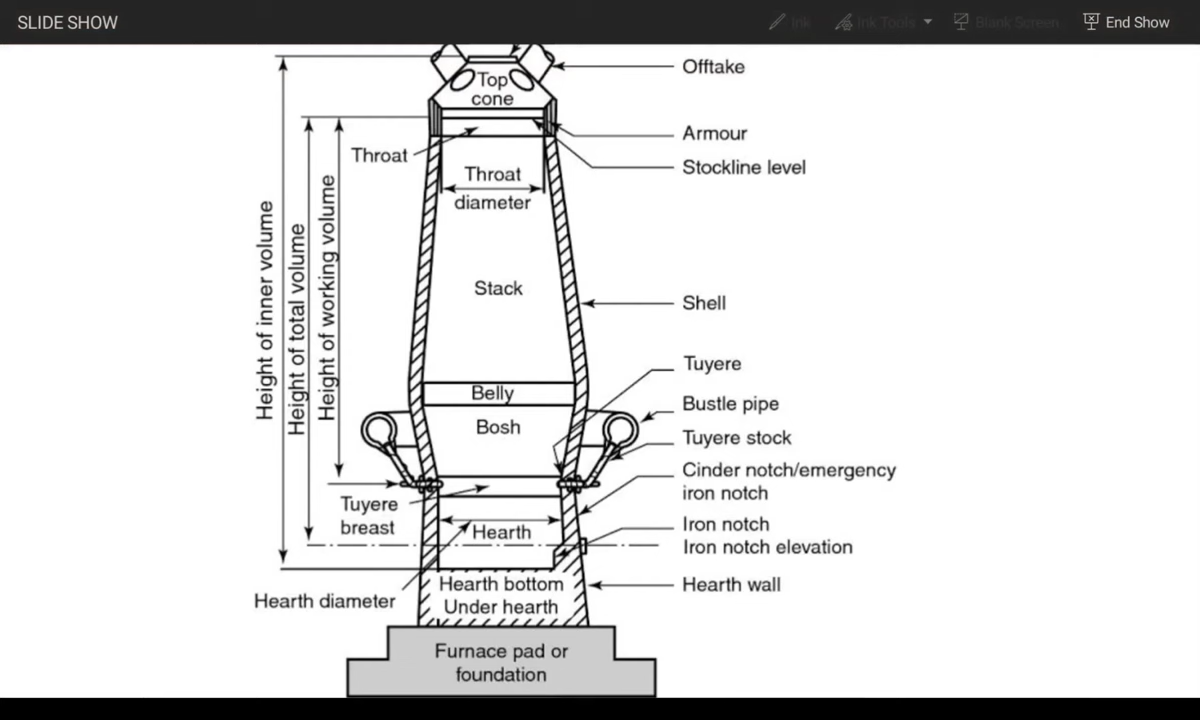 SLIDE SHOW
Ink
Ink Tools
Blank Screen
End Show
Offtake
Top
cone
Armour
Throat
Stockline level
Throat
diameter
Height of inner volume
Height of total volume
Height of working volume
Stack
Shell
Tuyere
Belly
Bustle pipe
Bosh
Tuyere stock
Cinder notch/emergency
iron notch
Tuyere
breast
Iron notch
Hearth
Iron notch elevation
Hearth bottom
Hearth wall
Hearth diameter
Under hearth
Furnace pad or
foundation